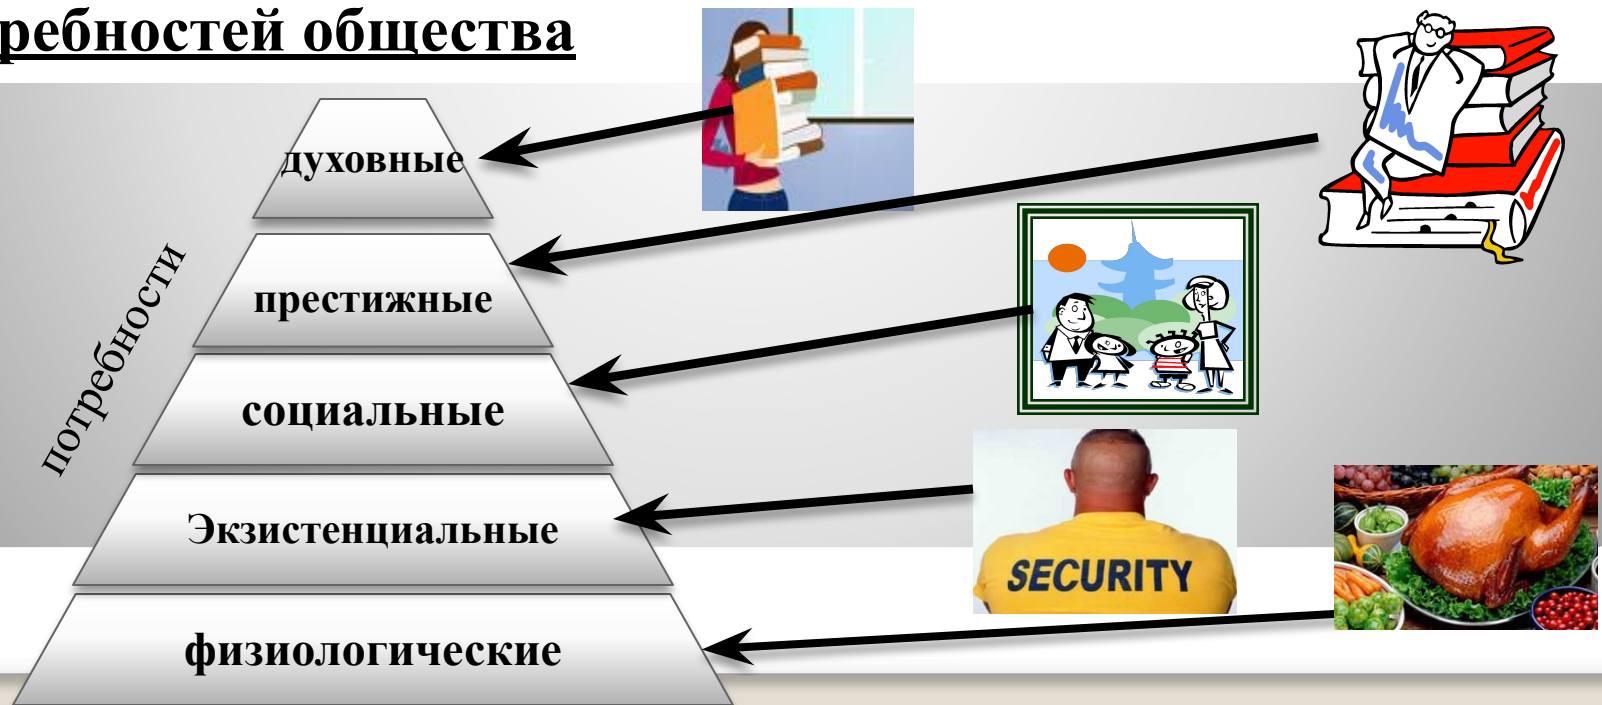 ребностей общества
духовные
престижные
потребности
социальные
Экзистенциальные
SECURITY
физиологические